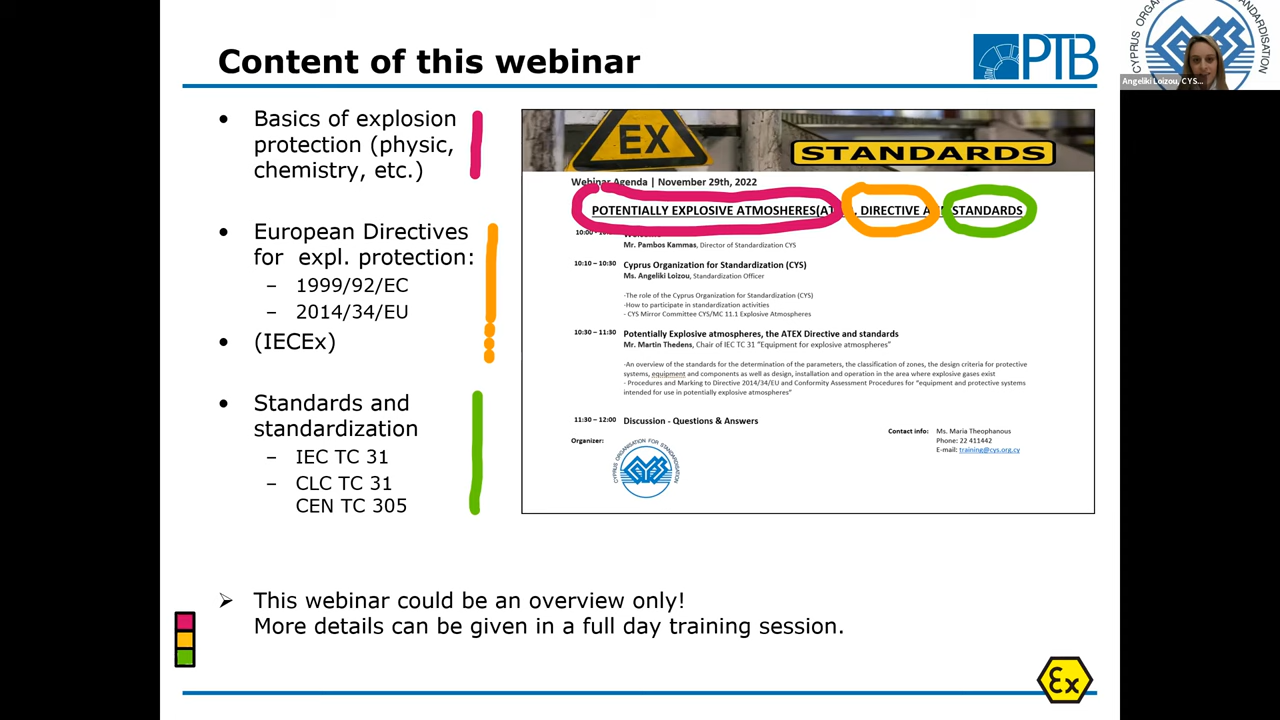 Content of this webinar
PTB
• Basics of explosion
protection (physic,
chemistry, etc.)
• European Directives
for expl. protection:
– 1999/92/EC
– 2014/34/EU
• (IECEx)
• Standards and
standardization
– IEC TC 31
– CLC TC 31
CEN TC 305
EX
STANDARDS
Webinar Agenda | November 29th, 2022
POTENTIALLY EXPLOSIVE ATMOSHERES(AT , DIRECTIVE A STANDARDS
10:00
Mr. Pambos Kammas, Director of Standardization CYS
10:10 – 10:30 Cyprus Organization for Standardization (CYS)
Ms. Angeliki Loizou, Standardization Officer
-The role of the Cyprus Organization for Standardization (CYS)
-How to participate in standardization activities
- CYS Mirror Committee CYS/MC 11.1 Explosive Atmospheres
10:30 – 11:30 Potentially Explosive atmospheres, the ATEX Directive and standards
Mr. Martin Thedens, Chair of IEC TC 31 "Equipment for explosive atmospheres"
-An overview of the standards for the determination of the parameters, the classification of zones, the design criteria for protective
systems, equipment and components as well as design, installation and operation in the area where explosive gases exist
- Procedures and Marking to Directive 2014/34/EU and Conformity Assessment Procedures for "equipment and protective systems
intended for use in potentially explosive atmospheres"
11:30 – 12:00 Discussion - Questions & Answers
Organizer:
CYPRUS ORGANISATION FOR STANDARDISATION
Contact info: Ms. Maria Theophanous
Phone: 22 411442
E-mail: training@cys.org.cy
➢ This webinar could be an overview only!
More details can be given in a full day training session.
Ex
Angeliki Loizou, CYS...